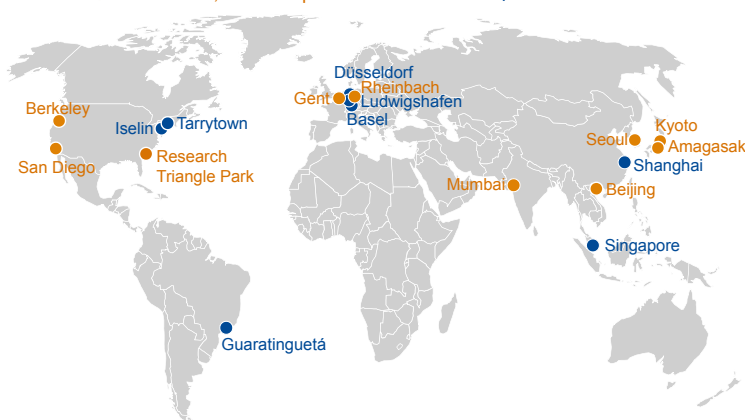 Düsseldorf
Rheinbach
Gent
Ludwigshafen
Basel
Berkeley
Iselin
Tarrytown
San Diego
Research
Triangle Park
Seoul
Kyoto
Amagasak
Shanghai
Mumbai
Beijing
Singapore
Guaratinguetá